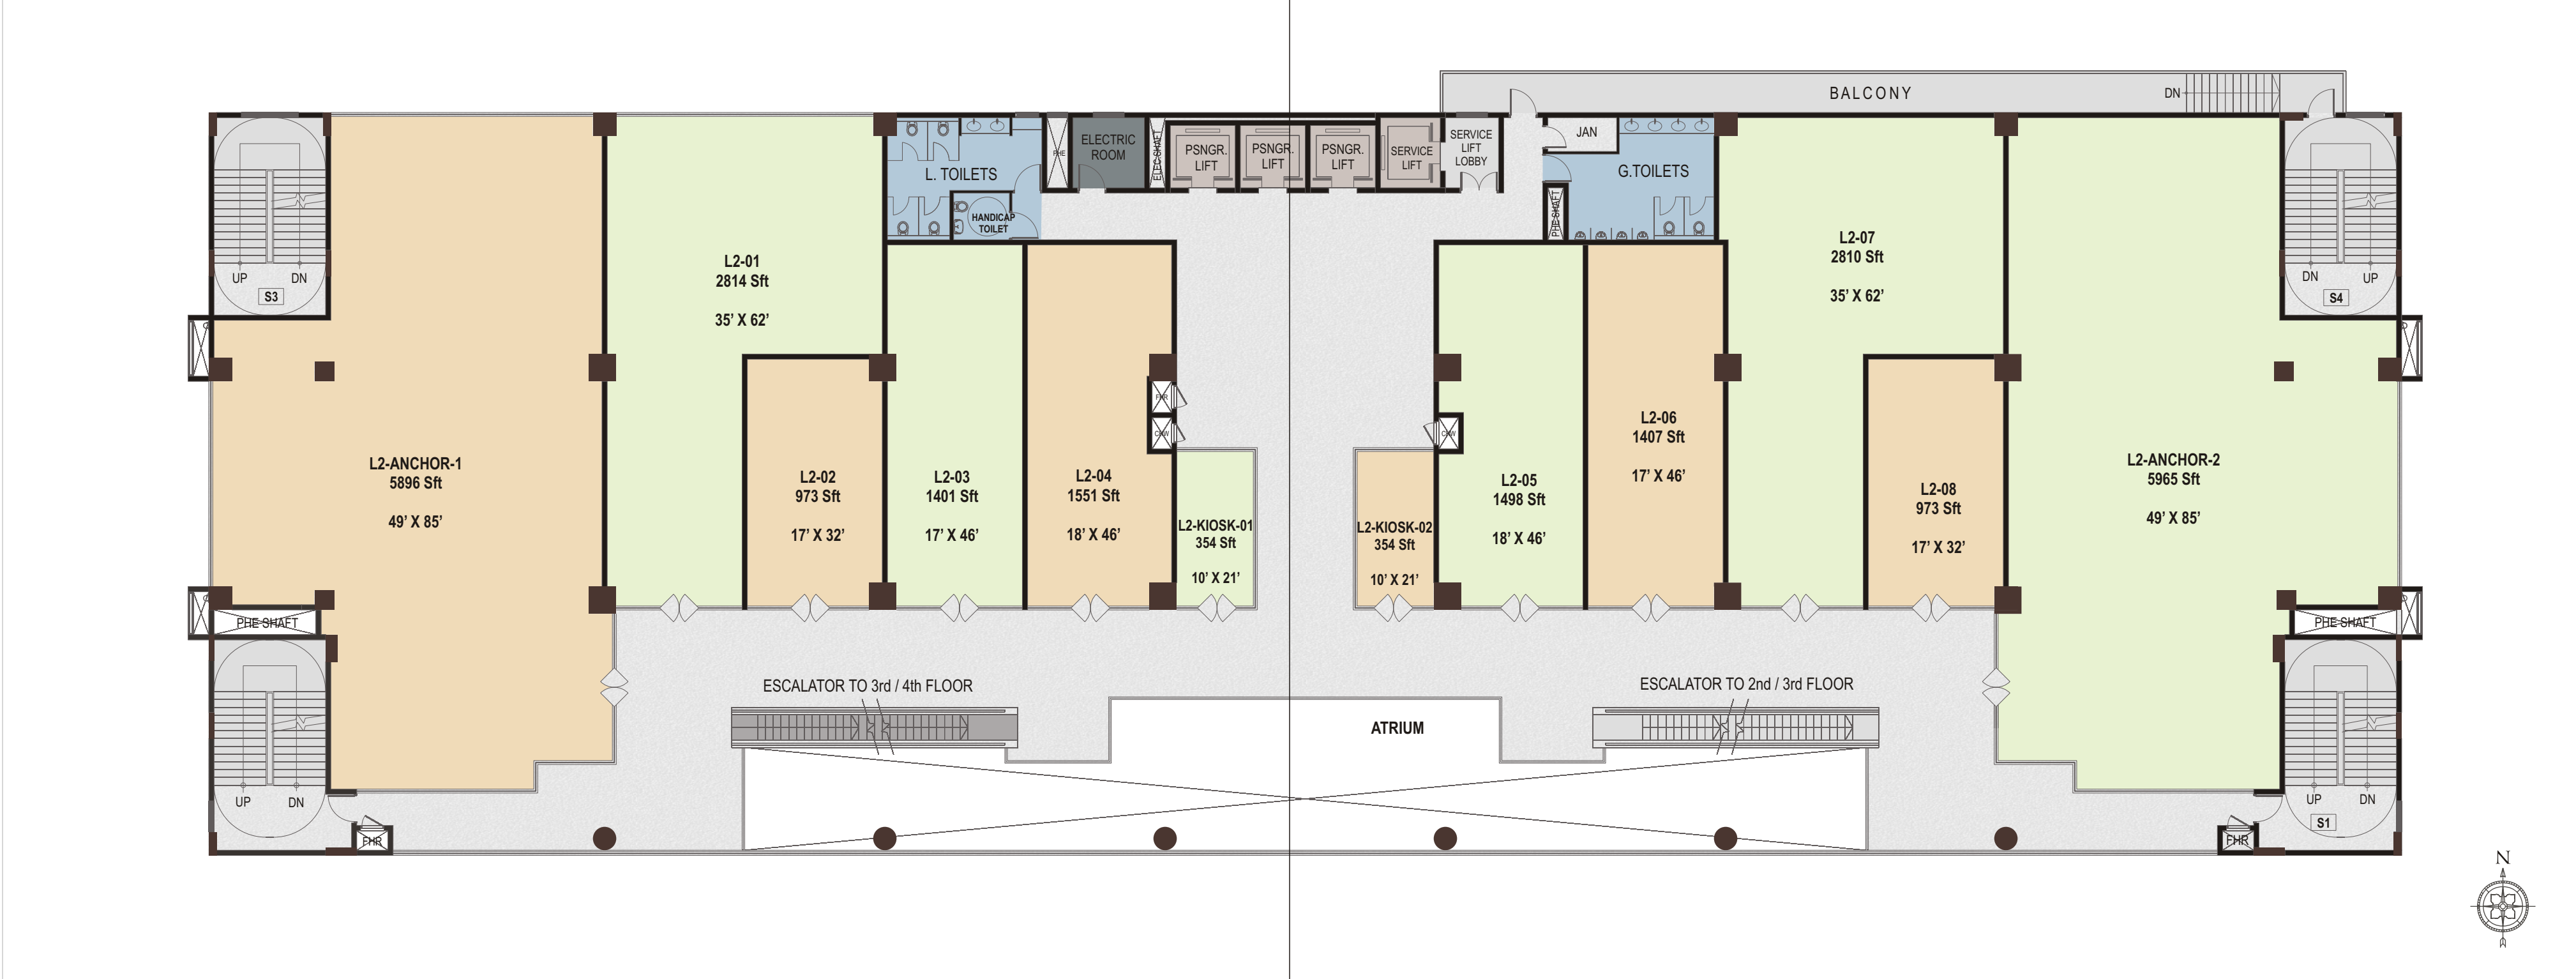 BALCONY
DN
L. TOILETS
HANDICAP
TOILET
PHE
ELECTRIC
ROOM
ELEC.SHAFT
PSNGR.
LIFT
PSNGR.
LIFT
PSNGR.
LIFT
SERVICE
LIFT
SERVICE
LIFT
LOBBY
JAN
G.TOILETS
PHE SHAFT
UP
DN
S3
DN
UP
S4
L2-ANCHOR-1
5896 Sft
49’ X 85’
L2-01
2814 Sft
35’ X 62’
L2-02
973 Sft
17’ X 32’
L2-03
1401 Sft
17’ X 46’
L2-04
1551 Sft
18’ X 46’
FHR
L2-KIOSK-01
354 Sft
10’ X 21’
L2-KIOSK-02
354 Sft
10’ X 21’
L2-05
1498 Sft
18’ X 46’
L2-06
1407 Sft
17’ X 46’
L2-07
2810 Sft
35’ X 62’
L2-08
973 Sft
17’ X 32’
L2-ANCHOR-2
5965 Sft
49’ X 85’
PHE SHAFT
PHE SHAFT
ESCALATOR TO 3rd / 4th FLOOR
ESCALATOR TO 2nd / 3rd FLOOR
ATRIUM
UP
DN
FHR
UP
DN
S1
FHR
N